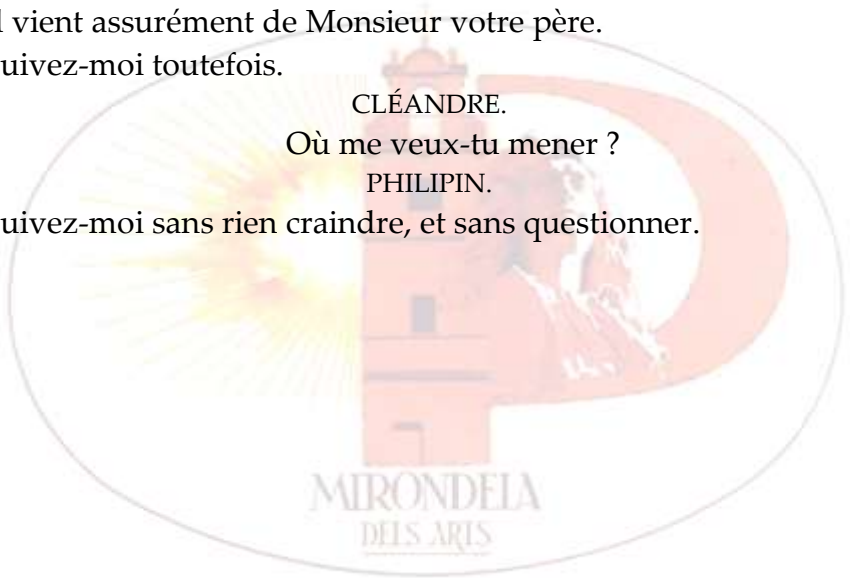 l vient assurément de Monsieur votre père.
uivez-moi toutefois.
CLÉANDRE.
Où me veux-tu mener ?
PHILIPIN.
uivez-moi sans rien craindre, et sans questionner.
MIRONDELA
DELS ARTS